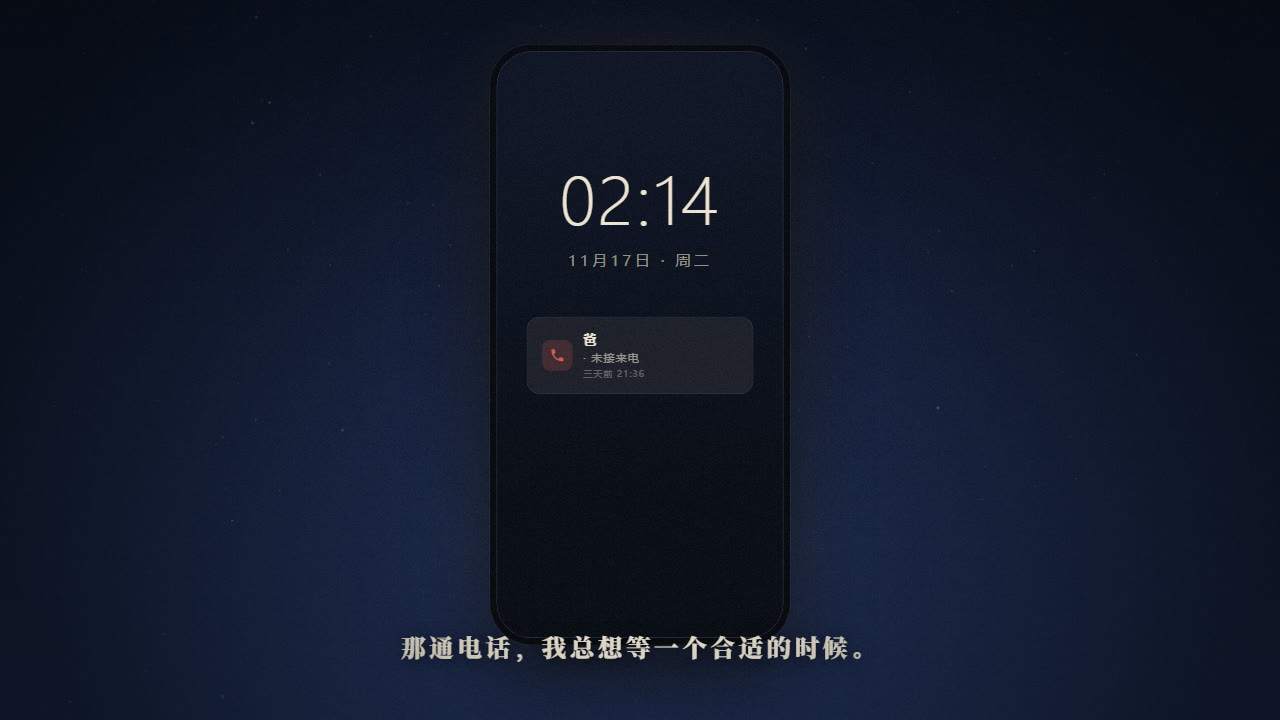 02:14
11月17日 · 周二
爸
· 未接来电
三天前 21:36
那通电话，我总想等一个合适的时候。